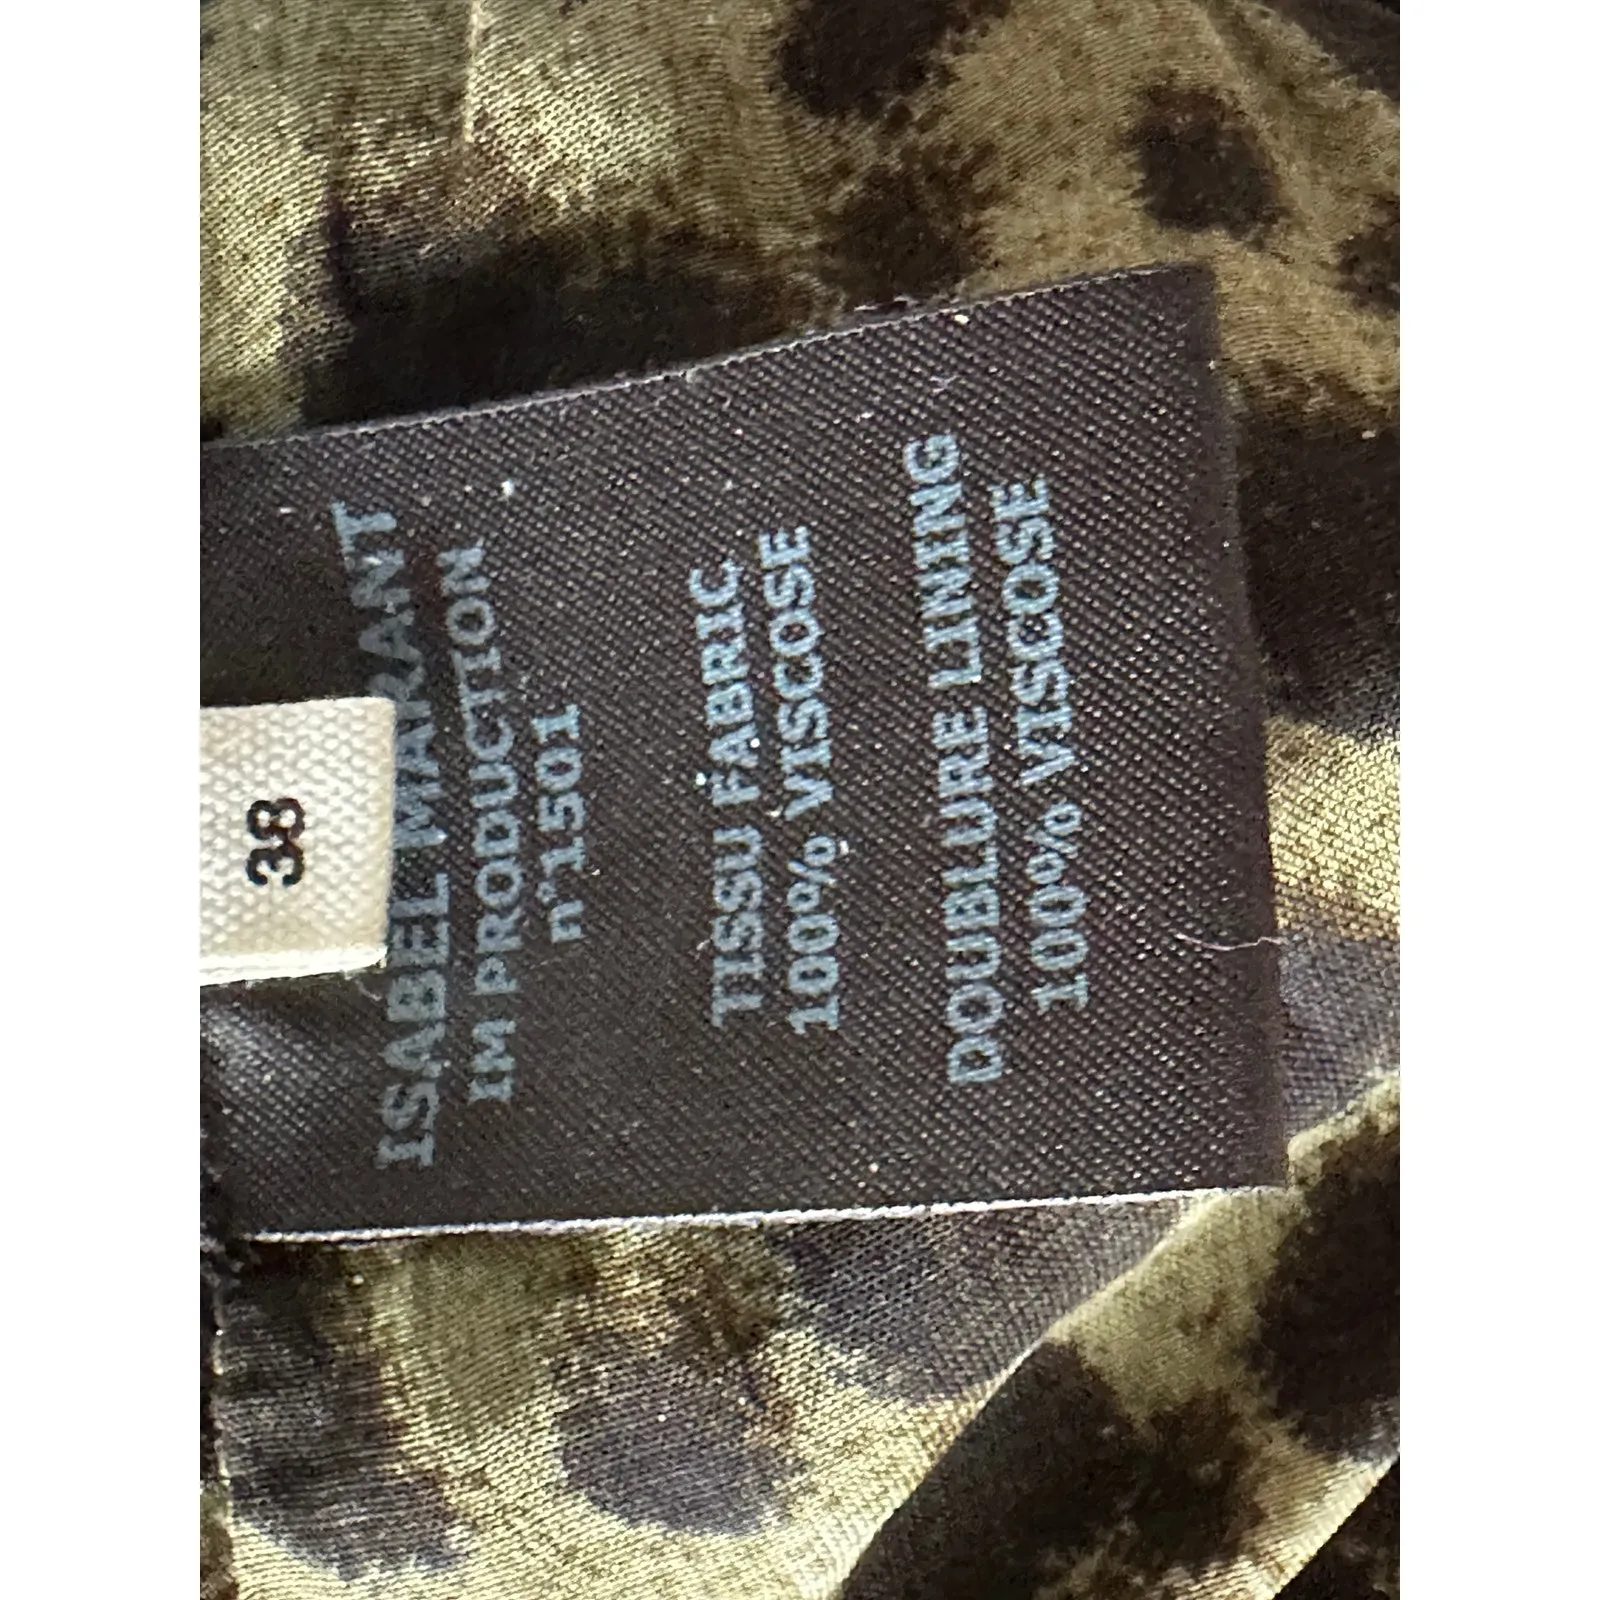 38
ISABEL MARANT
IM PRODUCTION
n°1501
TISSU FABRIC
100% VISCOSE
DOUBLURE LINING
100% VISCOSE